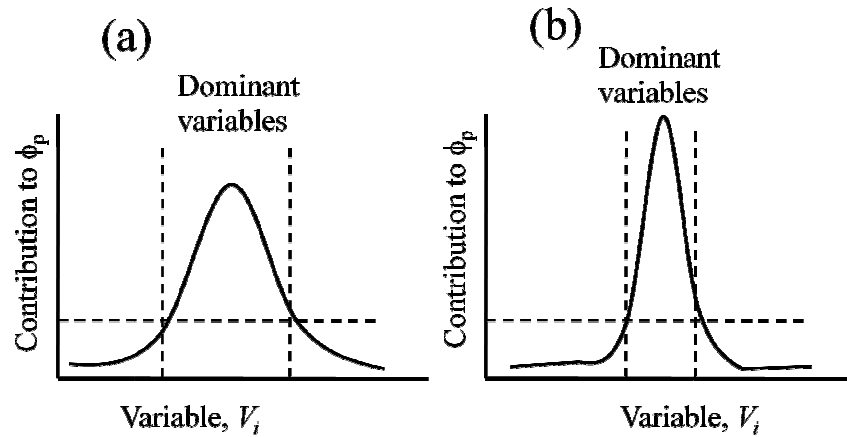 (a)
Dominant
variables
Contribution to ϕp
Variable, Vi
(b)
Dominant
variables
Contribution to ϕp
Variable, Vi